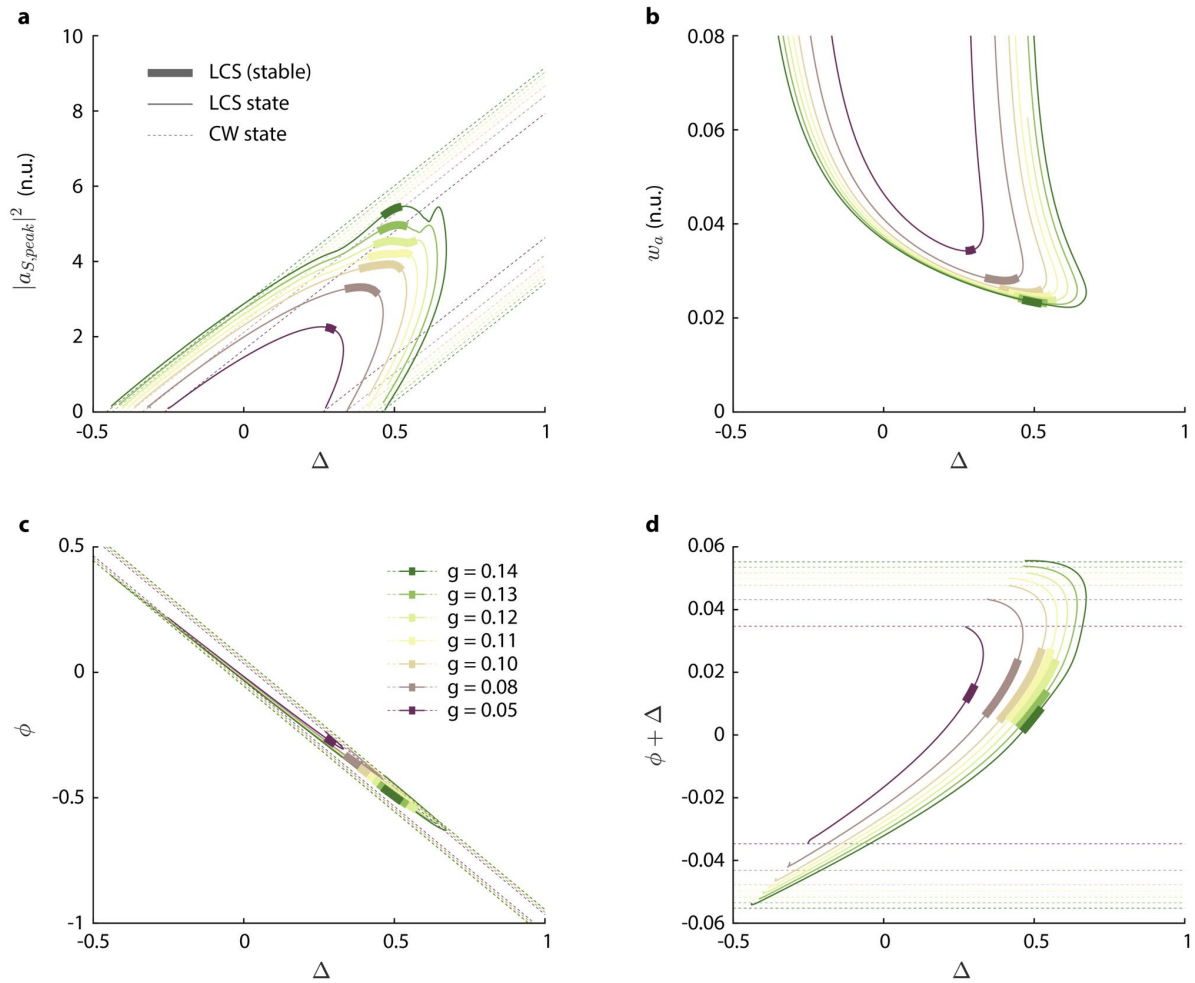 a
10
8
6
4
2
0
-0.5
0
0.5
1
|a_{S,peak}|^2 (n.u.)
Δ
LCS (stable)
LCS state
CW state
b
0.08
0.06
0.04
0.02
0
-0.5
0
0.5
1
w_a (n.u.)
Δ
c
0.5
0
-0.5
-1
-0.5
0
0.5
1
ϕ
Δ
g = 0.14
g = 0.13
g = 0.12
g = 0.11
g = 0.10
g = 0.08
g = 0.05
d
0.06
0.04
0.02
0
-0.02
-0.04
-0.06
-0.5
0
0.5
1
ϕ + Δ
Δ